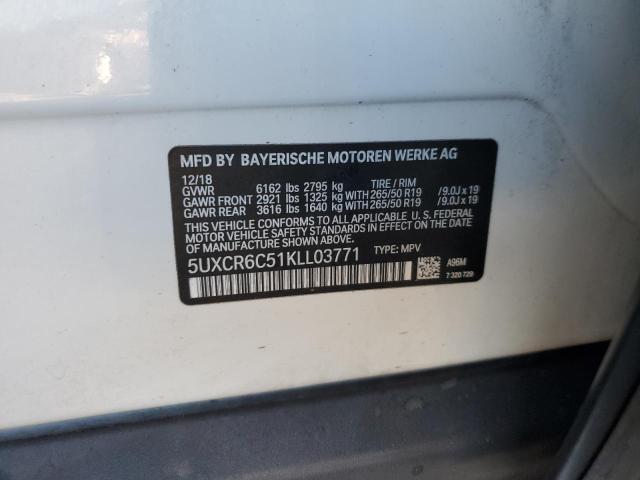 MFD BY BAYERISCHE MOTOREN WERKE AG
12/18
GVWR 6162 lbs 2795 kg TIRE / RIM
GAWR FRONT 2921 lbs 1325 kg WITH 265/50 R19 /9.0J x 19
GAWR REAR 3616 lbs 1640 kg WITH 265/50 R19 /9.0J x 19
THIS VEHICLE CONFORMS TO ALL APPLICABLE U.S. FEDERAL
MOTOR VEHICLE SAFETY STANDARDS IN EFFECT ON THE DATE
OF MANUFACTURE SHOWN ABOVE.
5UXCR6C51KLL03771 TYPE: MPV
A96M
7 320 729